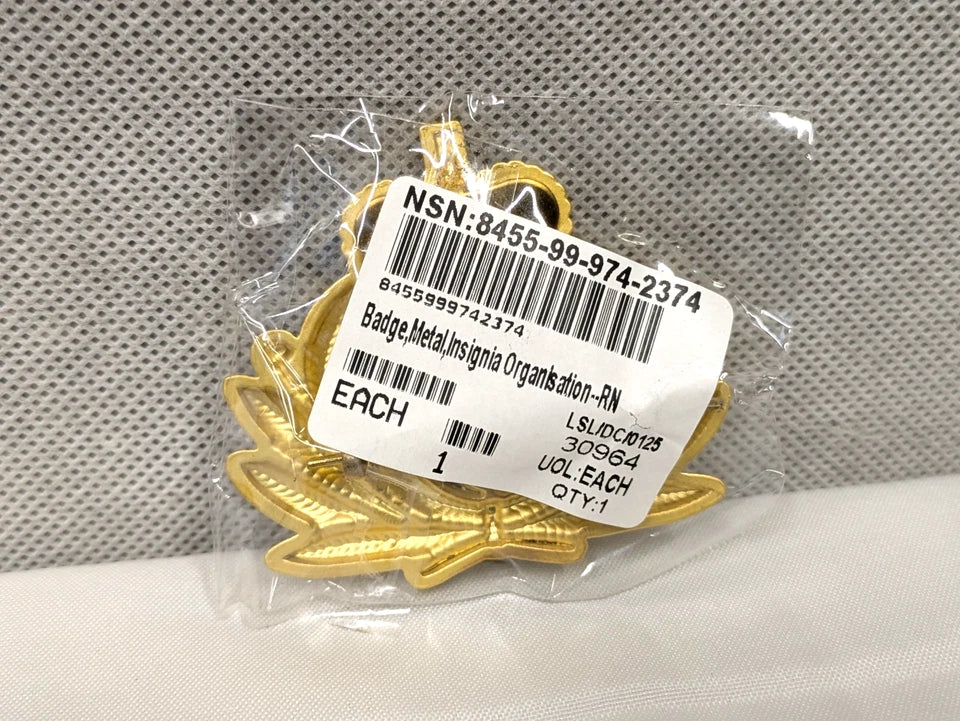 NSN:8455-99-974-2374
8455999742374
Badge,Metal,Insignia Organisation--RN
EACH
1
LSL/DC/0125
30964
UOL:EACH
QTY:1